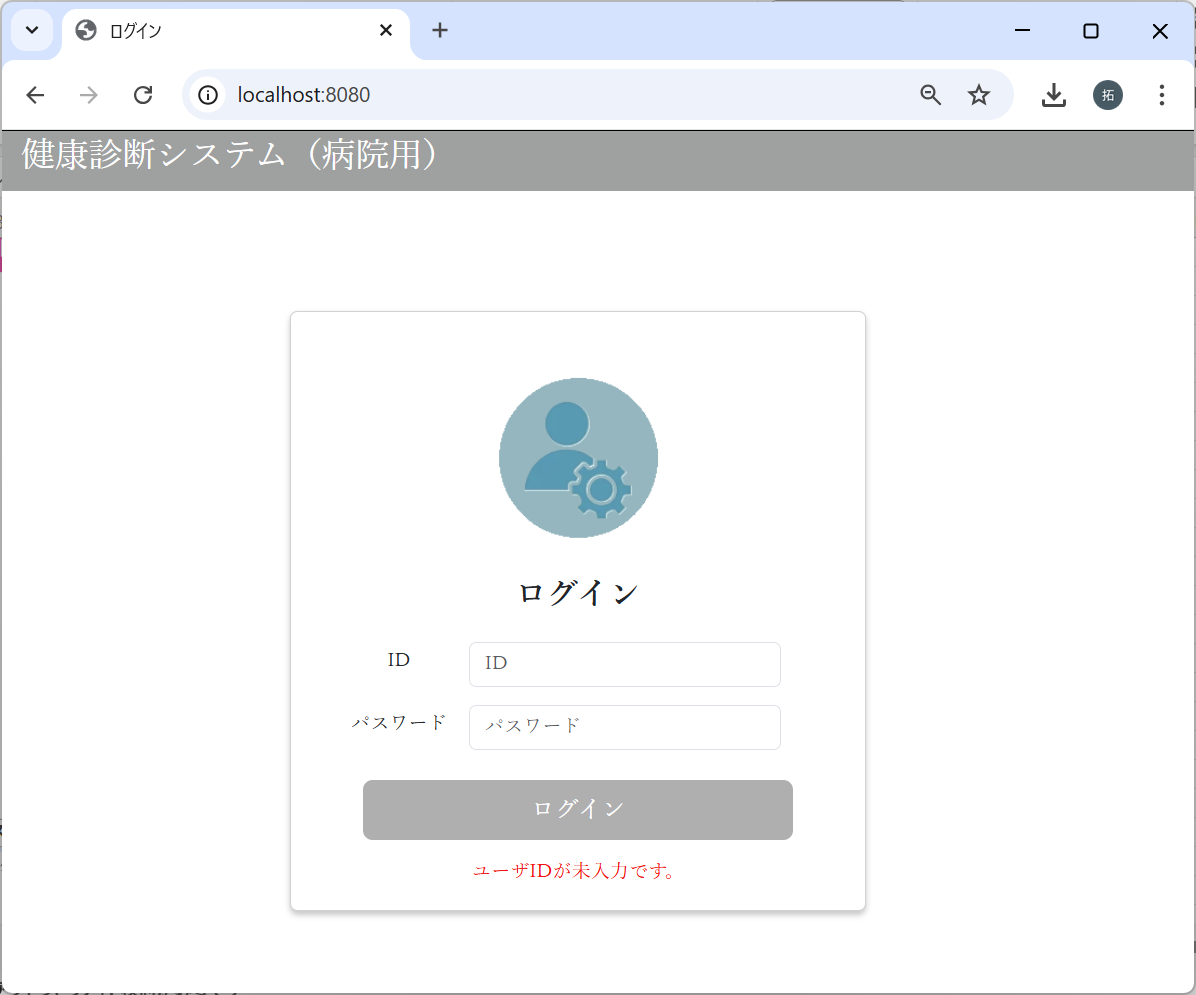 ログイン
localhost:8080
拓
健康診断システム（病院用）
ログイン
ID
ID
パスワード
パスワード
ログイン
ユーザIDが未入力です。